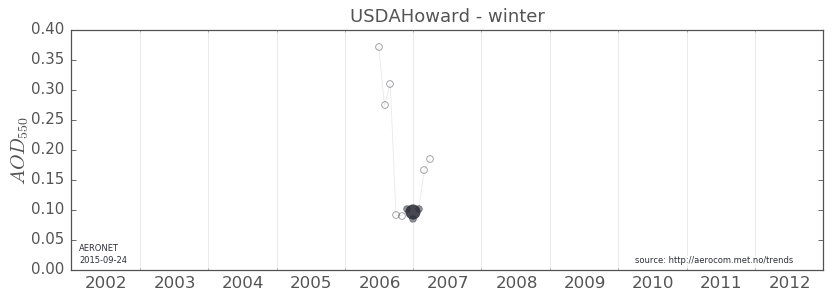 USDAHoward - winter
0.40
0.35
0.30
0.25
0.20
0.15
0.10
0.05
0.00
AOD550
AERONET
2015-09-24
source: http://aerocom.met.no/trends
2002 2003 2004 2005 2006 2007 2008 2009 2010 2011 2012